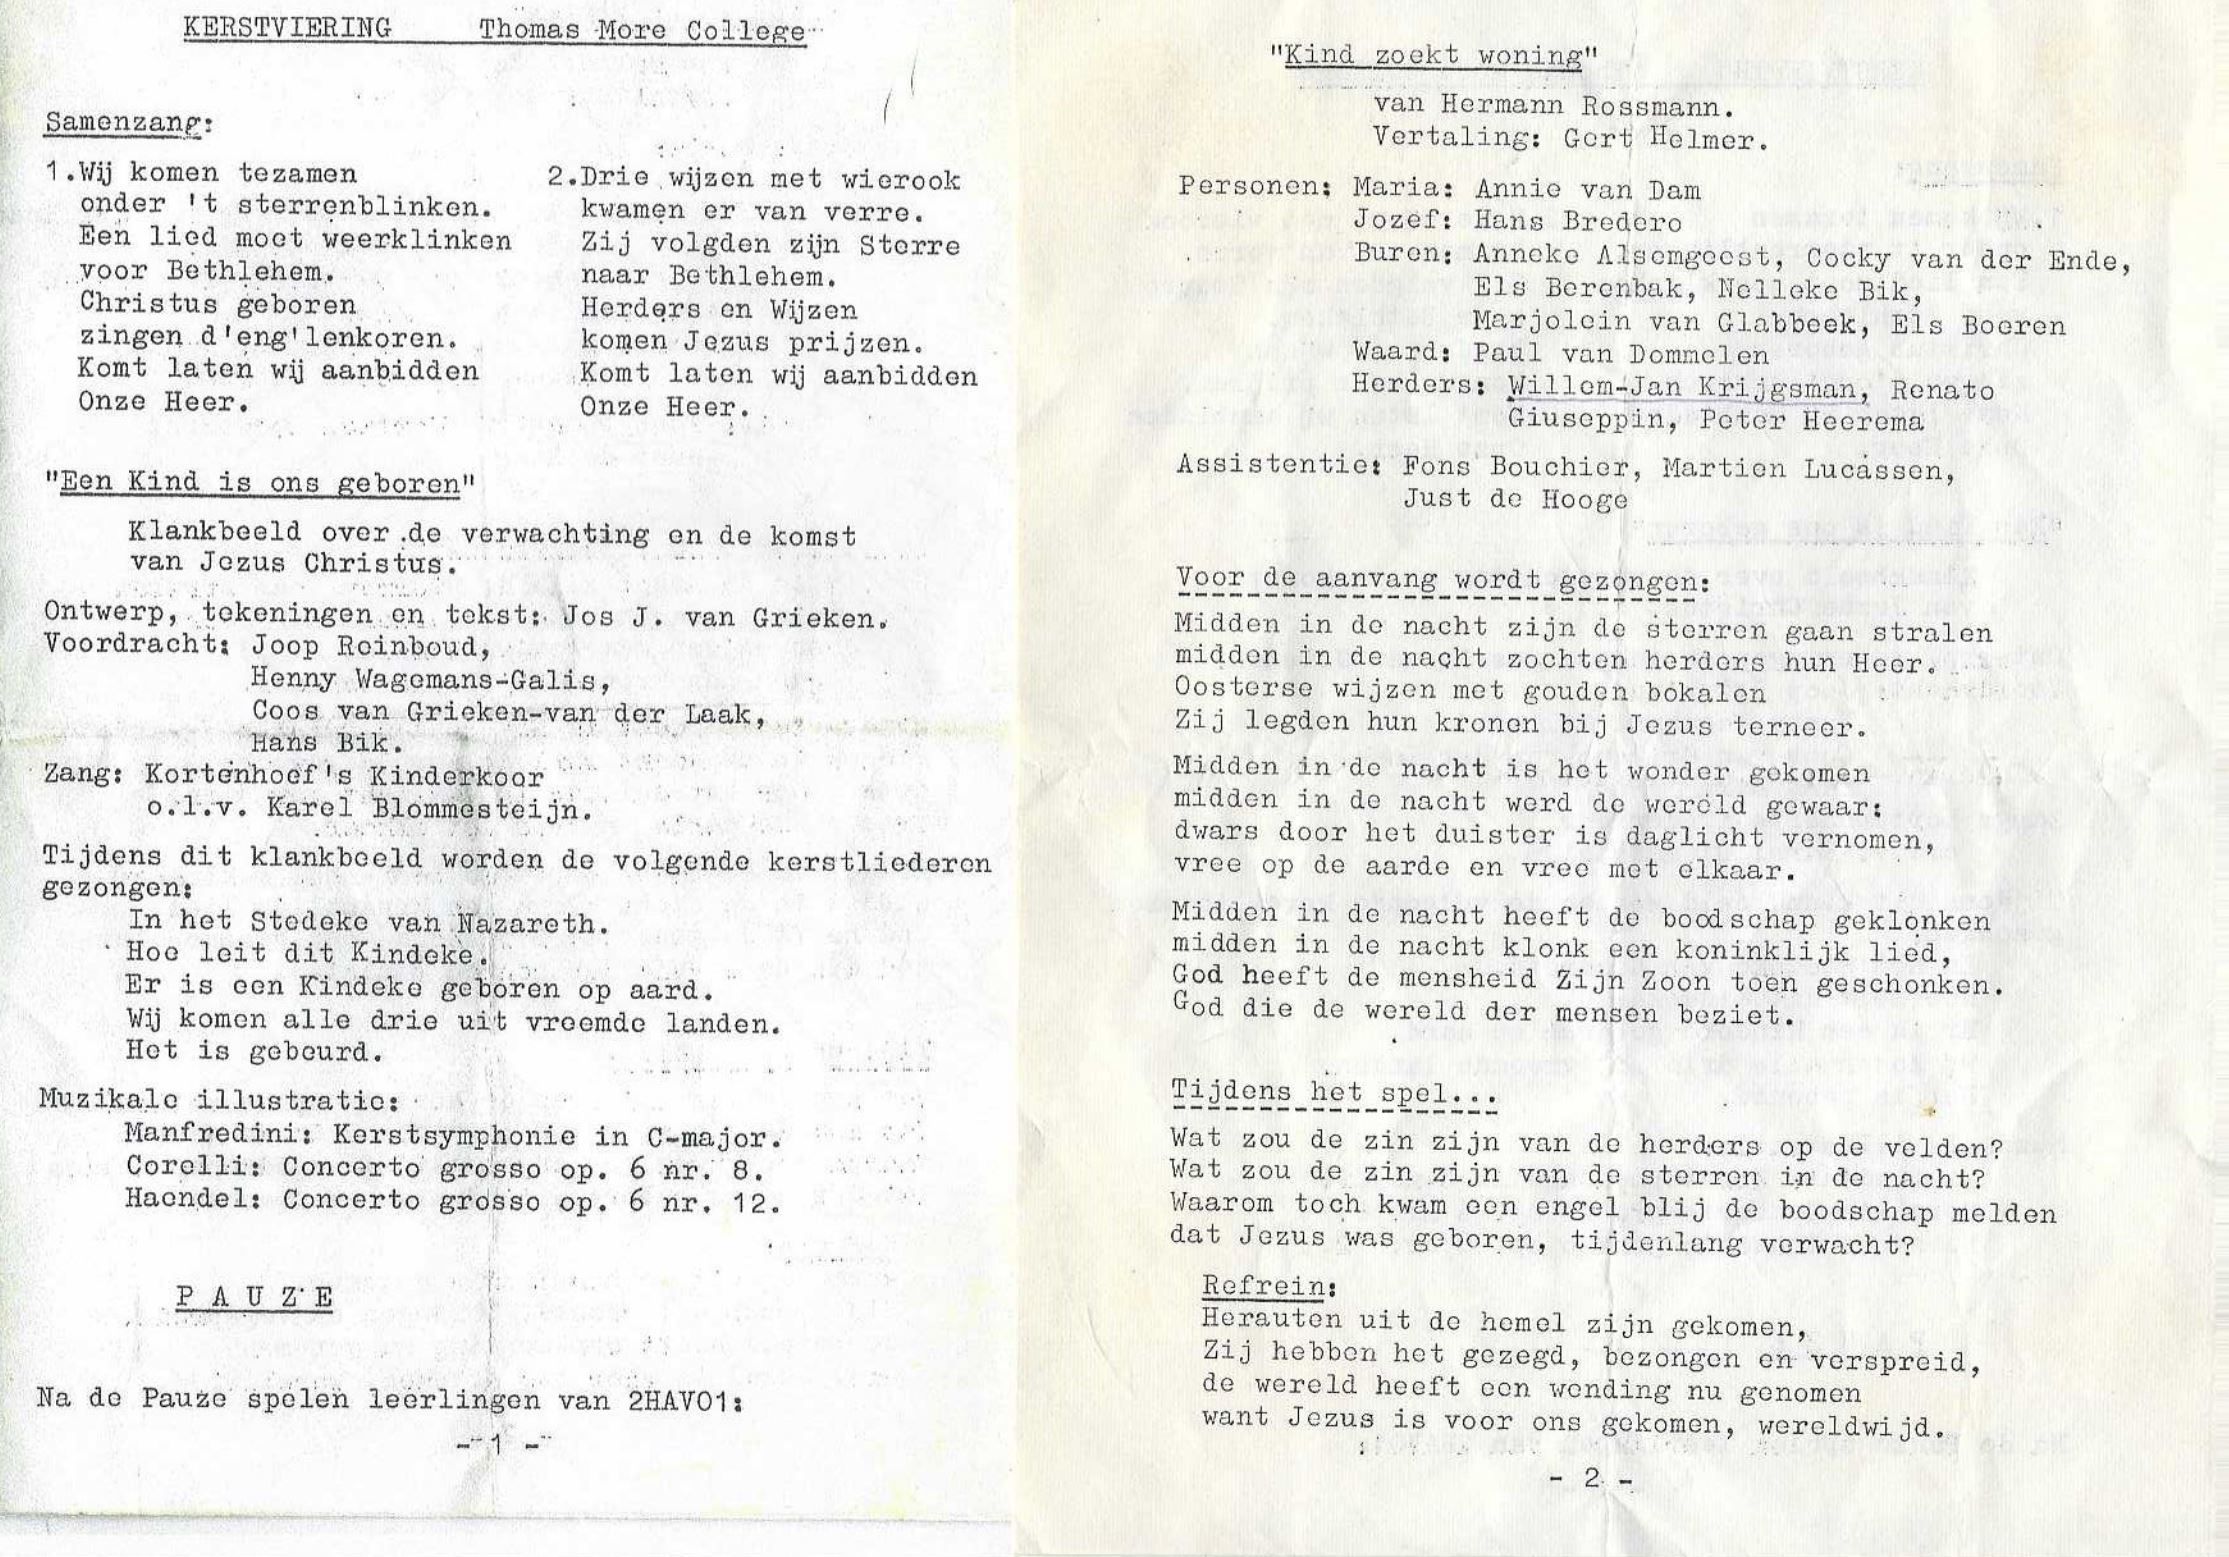 KERSTVIERING Thomas More College
Samenzang:
1.Wij komen tezamen
onder 't sterrenblinken.
Een lied moet weerklinken
voor Bethlehem.
Christus geboren
zingen d'eng'lenkoren.
Komt laten wij aanbidden
Onze Heer.
2.Drie wijzen met wierook
kwamen er van verre.
Zij volgden zijn Sterre
naar Bethlehem.
Herders en Wijzen
komen Jezus prijzen.
Komt laten wij aanbidden
Onze Heer.
"Een Kind is ons geboren"
Klankbeeld over de verwachting en de komst
van Jezus Christus.
Ontwerp, tekeningen en tekst: Jos J. van Grieken.
Voordracht: Joop Reinboud,
Henny Wagemans-Galis,
Coos van Grieken-van der Laak,
Hans Bik.
Zang: Kortenhoef's Kinderkoor
o.l.v. Karel Blommesteijn.
Tijdens dit klankbeeld worden de volgende kerstliederen
gezongen:
In het Stedeke van Nazareth.
Hoe leit dit Kindeke.
Er is een Kindeke geboren op aard.
Wij komen alle drie uit vreemde landen.
Het is gebeurd.
Muzikale illustratie:
Manfredini: Kerstsymphonie in C-major.
Corelli: Concerto grosso op. 6 nr. 8.
Haendel: Concerto grosso op. 6 nr. 12.
P A U Z E
Na de Pauze spelen leerlingen van 2HAVO1:
- 1 -
"Kind zoekt woning"
van Hermann Rossmann.
Vertaling: Gert Helmer.
Personen: Maria: Annie van Dam
Jozef: Hans Bredero
Buren: Anneke Alsemgeest, Cocky van der Ende,
Els Berenbak, Nelleke Bik,
Marjolein van Glabbeek, Els Boeren
Waard: Paul van Dommelen
Herders: Willem-Jan Krijgsman, Renato
Giuseppin, Peter Heerema
Assistentie: Fons Bouchier, Martien Lucassen,
Just de Hooge
Voor de aanvang wordt gezongen:
Midden in de nacht zijn de sterren gaan stralen
midden in de nacht zochten herders hun Heer.
Oosterse wijzen met gouden bokalen
Zij legden hun kronen bij Jezus terneer.
Midden in de nacht is het wonder gekomen
midden in de nacht werd de wereld gewaar:
dwars door het duister is daglicht vernomen,
vree op de aarde en vree met elkaar.
Midden in de nacht heeft de boodschap geklonken
midden in de nacht klonk een koninklijk lied,
God heeft de mensheid Zijn Zoon toen geschonken.
God die de wereld der mensen beziet.
Tijdens het spel...
Wat zou de zin zijn van de herders op de velden?
Wat zou de zin zijn van de sterren in de nacht?
Waarom toch kwam een engel blij de boodschap melden
dat Jezus was geboren, tijdenlang verwacht?
Refrein:
Herauten uit de hemel zijn gekomen,
Zij hebben het gezegd, bezongen en verspreid,
de wereld heeft een wending nu genomen
want Jezus is voor ons gekomen, wereldwijd.
- 2 -